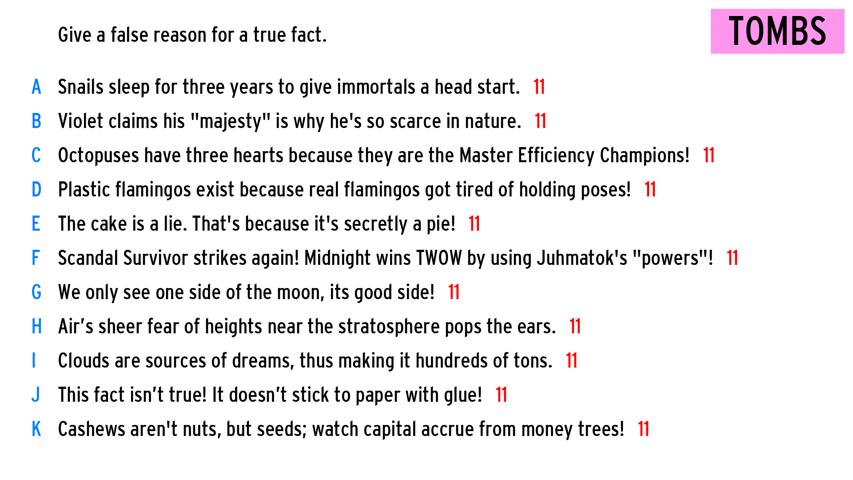 Give a false reason for a true fact.
TOMBS
A Snails sleep for three years to give immortals a head start. 11
B Violet claims his "majesty" is why he's so scarce in nature. 11
C Octopuses have three hearts because they are the Master Efficiency Champions! 11
D Plastic flamingos exist because real flamingos got tired of holding poses! 11
E The cake is a lie. That's because it's secretly a pie! 11
F Scandal Survivor strikes again! Midnight wins TWOW by using Juhmatok's "powers"! 11
G We only see one side of the moon, its good side! 11
H Air’s sheer fear of heights near the stratosphere pops the ears. 11
I Clouds are sources of dreams, thus making it hundreds of tons. 11
J This fact isn’t true! It doesn’t stick to paper with glue! 11
K Cashews aren't nuts, but seeds; watch capital accrue from money trees! 11